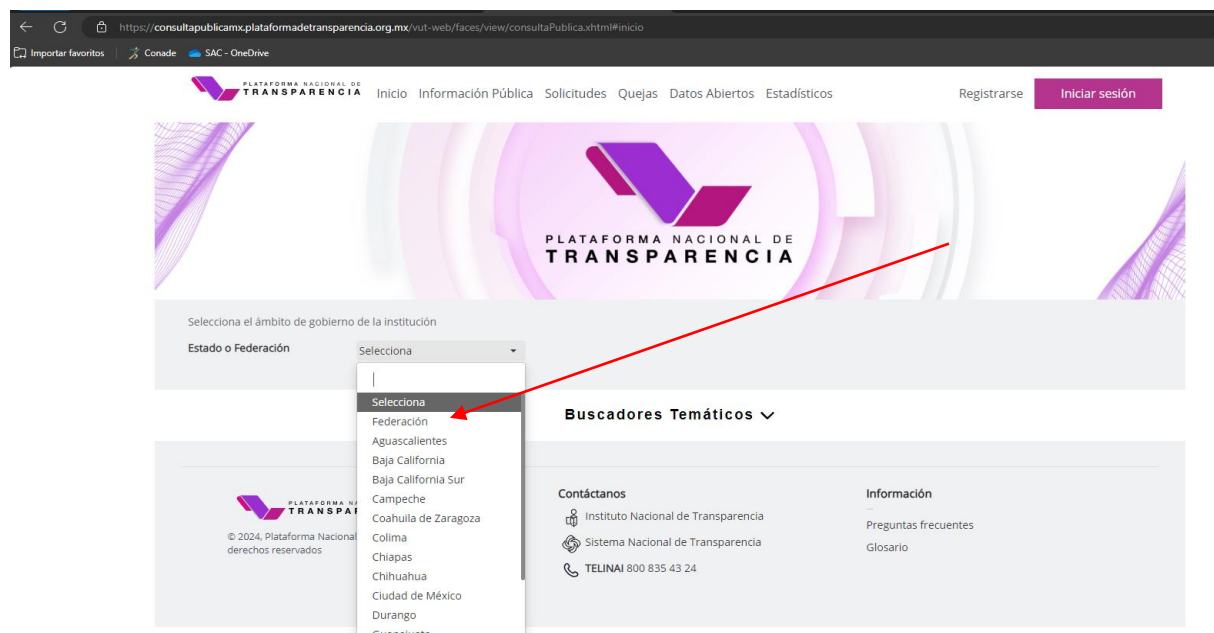 https://consultapublicamx.plataformadetransparencia.org.mx/vut-web/faces/view/consultaPublica.xhtml#inicio
Importar favoritos
Conade
SAC - OneDrive
PLATAFORMA NACIONAL DE
TRANSPARENCIA
Inicio
Información Pública
Solicitudes
Quejas
Datos Abiertos
Estadísticos
Registrarse
Iniciar sesión
PLATAFORMA NACIONAL DE
TRANSPARENCIA
Selecciona el ámbito de gobierno de la institución
Estado o Federación
Selecciona
Selecciona
Federación
Aguascalientes
Baja California
Baja California Sur
Campeche
Coahuila de Zaragoza
Colima
Chiapas
Chihuahua
Ciudad de México
Durango
Buscadores Temáticos
PLATAFORMA
TRANSPA
© 2024, Plataforma Nacional
derechos reservados
Contáctanos
Instituto Nacional de Transparencia
Sistema Nacional de Transparencia
TELINAI 800 835 43 24
Información
Preguntas frecuentes
Glosario